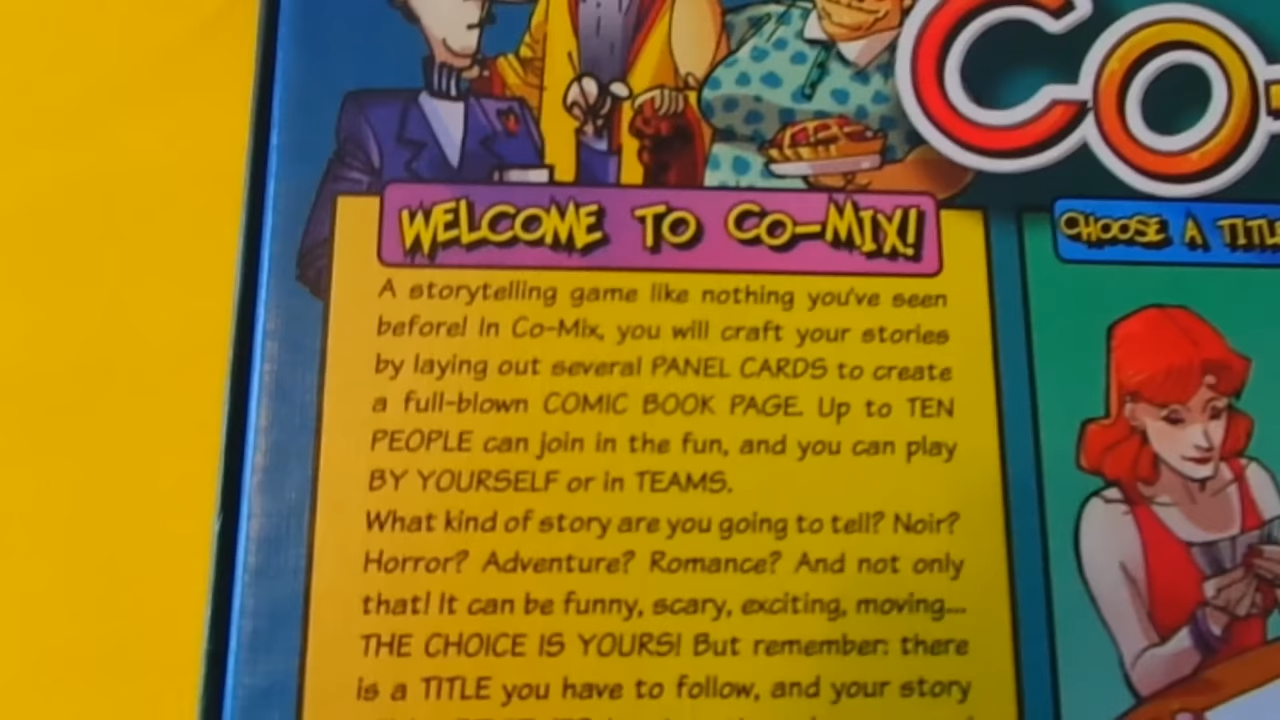 Co-
WELCOME TO CO-MIX!
CHOOSE A TITLE
A storytelling game like nothing you've seen
before! In Co-Mix, you will craft your stories
by laying out several PANEL CARDS to create
a full-blown COMIC BOOK PAGE. Up to TEN
PEOPLE can join in the fun, and you can play
BY YOURSELF or in TEAMS.
What kind of story are you going to tell? Noir?
Horror? Adventure? Romance? And not only
that! It can be funny, scary, exciting, moving...
THE CHOICE IS YOURS! But remember: there
is a TITLE you have to follow, and your story